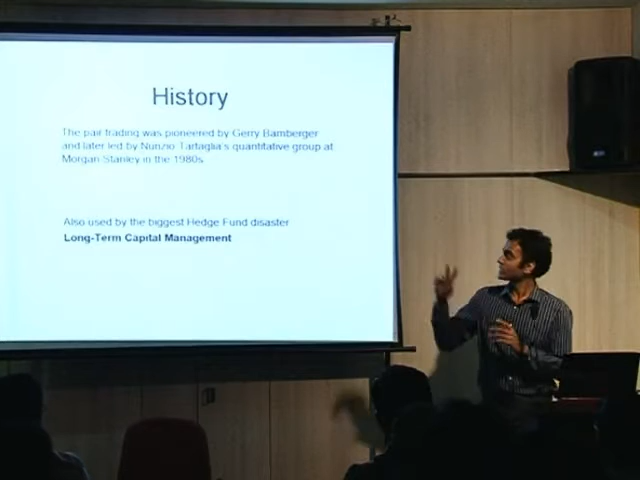 History
The pair trading was pioneered by Gerry Bamberger
and later led by Nunzio Tartaglia's quantitative group at
Morgan Stanley in the 1980s.
Also used by the biggest Hedge Fund disaster
Long-Term Capital Management